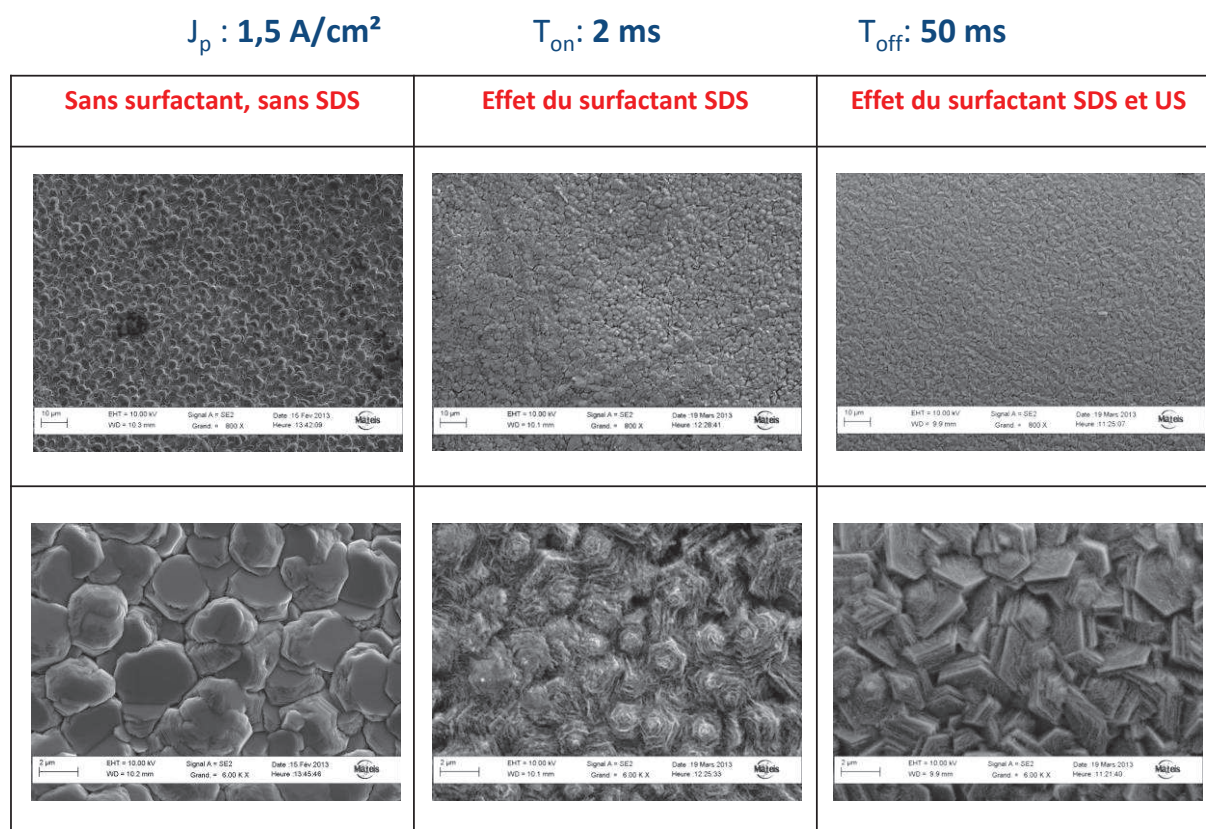 Jp : 1,5 A/cm² Ton: 2 ms Toff: 50 ms
Sans surfactant, sans SDS Effet du surfactant SDS Effet du surfactant SDS et US
10 µm EHT = 10.00 kV Signal A = SE2 Date :15 Fev 2013 Mateis
WD = 10.3 mm Grand. = 800 X Heure :13:42:09
10 µm EHT = 10.00 kV Signal A = SE2 Date :19 Mars 2013 Mateis
WD = 10.1 mm Grand. = 800 X Heure :12:28:41
10 µm EHT = 10.00 kV Signal A = SE2 Date :19 Mars 2013 Mateis
WD = 9.9 mm Grand. = 800 X Heure :11:25:07
2 µm EHT = 10.00 kV Signal A = SE2 Date :15 Fev 2013 Mateis
WD = 10.2 mm Grand. = 6.00 K X Heure :13:45:46
2 µm EHT = 10.00 kV Signal A = SE2 Date :19 Mars 2013 Mateis
WD = 10.1 mm Grand. = 6.00 K X Heure :12:25:33
2 µm EHT = 10.00 kV Signal A = SE2 Date :19 Mars 2013 Mateis
WD = 9.9 mm Grand. = 6.00 K X Heure :11:21:40